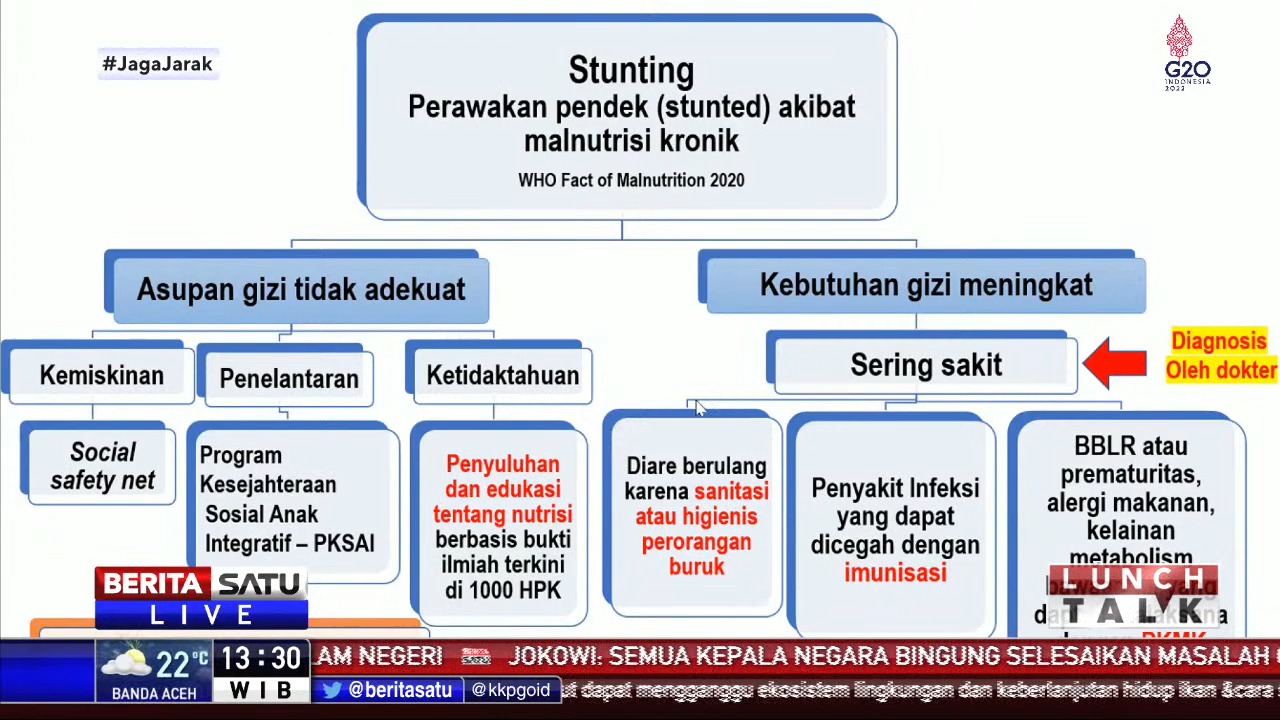 #JagaJarak
G20
INDONESIA
2022
Stunting
Perawakan pendek (stunted) akibat
malnutrisi kronik
WHO Fact of Malnutrition 2020
Asupan gizi tidak adekuat
Kebutuhan gizi meningkat
Kemiskinan
Penelantaran
Ketidaktahuan
Sering sakit
Diagnosis
Oleh dokter
Social
safety net
Program
Kesejahteraan
Sosial Anak
Integratif – PKSAI
Penyuluhan
dan edukasi
tentang nutrisi
berbasis bukti
ilmiah terkini
di 1000 HPK
Diare berulang
karena sanitasi
atau higienis
perorangan
buruk
Penyakit Infeksi
yang dapat
dicegah dengan
imunisasi
BBLR atau
prematuritas,
alergi makanan,
kelainan
metabolism
BERITA SATU
LIVE
LUNCH
TALK
22°C
BANDA ACEH
13:30
WIB
LAM NEGERI
JOKOWI: SEMUA KEPALA NEGARA BINGUNG SELESAIKAN MASALAH
@beritasatu
@kkpgoid
dapat mengganggu ekosistem lingkungan dan keberlanjutan hidup ikan &cara